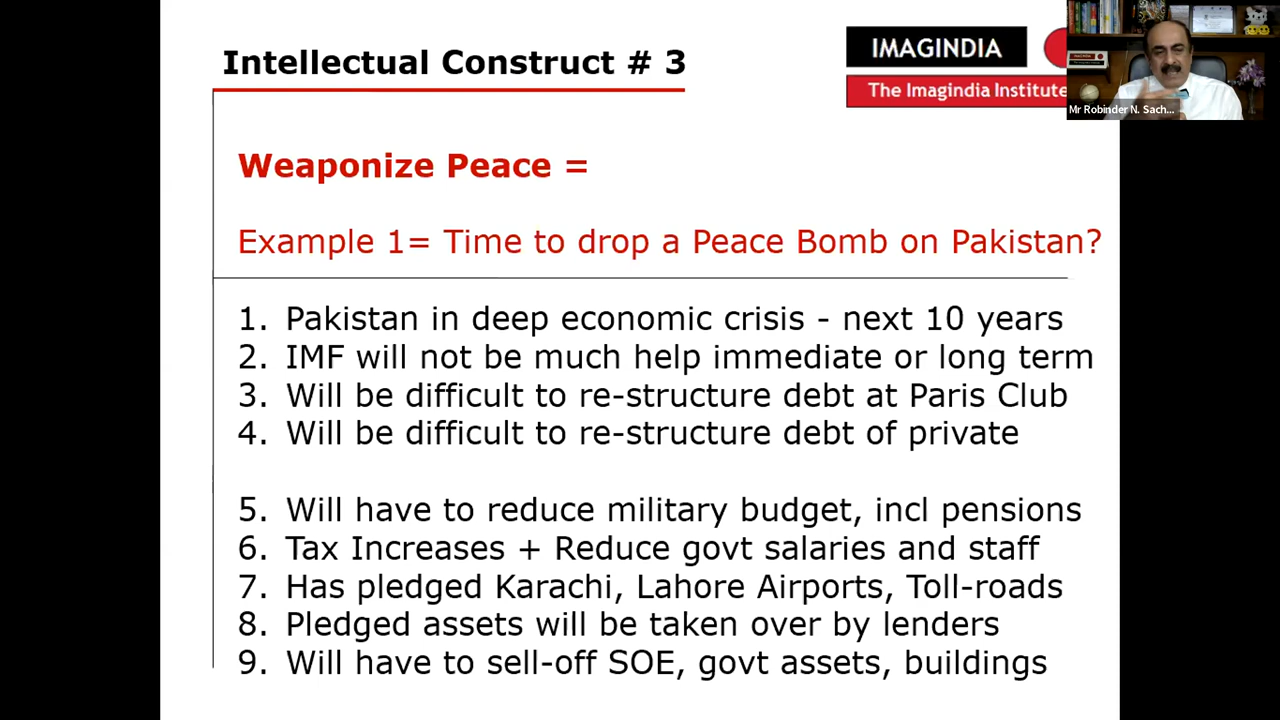 Intellectual Construct # 3
IMAGINDIA
The Imagindia Institute
Mr Robinder N. Sach...
Weaponize Peace =
Example 1= Time to drop a Peace Bomb on Pakistan?
1. Pakistan in deep economic crisis - next 10 years
2. IMF will not be much help immediate or long term
3. Will be difficult to re-structure debt at Paris Club
4. Will be difficult to re-structure debt of private
5. Will have to reduce military budget, incl pensions
6. Tax Increases + Reduce govt salaries and staff
7. Has pledged Karachi, Lahore Airports, Toll-roads
8. Pledged assets will be taken over by lenders
9. Will have to sell-off SOE, govt assets, buildings